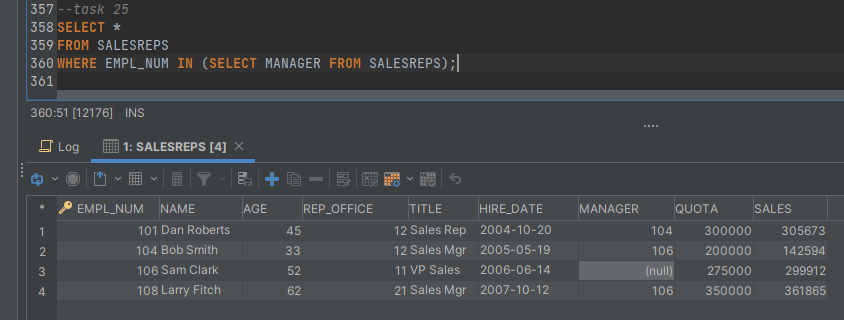 357 --task 25
358 SELECT *
359 FROM SALESREPS
360 WHERE EMPL_NUM IN (SELECT MANAGER FROM SALESREPS);
361
360:51 [12176] INS
Log 1: SALESREPS [4] ×
* EMPL_NUM NAME AGE REP_OFFICE TITLE HIRE_DATE MANAGER QUOTA SALES
1 101 Dan Roberts 45 12 Sales Rep 2004-10-20 104 300000 305673
2 104 Bob Smith 33 12 Sales Mgr 2005-05-19 106 200000 142594
3 106 Sam Clark 52 11 VP Sales 2006-06-14 (null) 275000 299912
4 108 Larry Fitch 62 21 Sales Mgr 2007-10-12 106 350000 361865